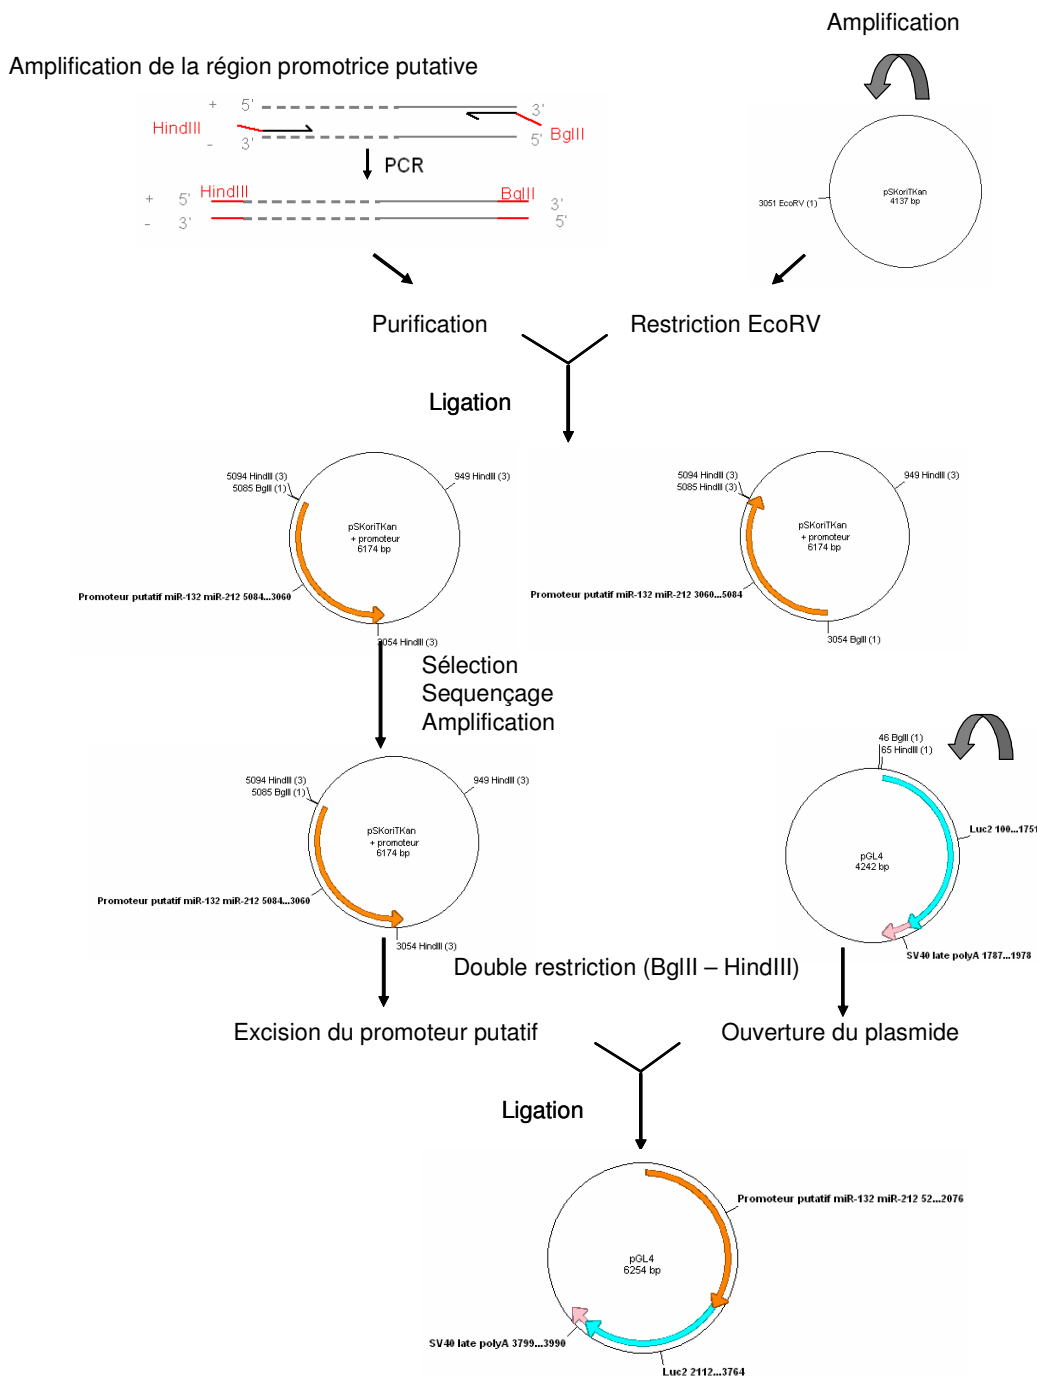 Amplification
Amplification de la région promotrice putative
+ 5' 3'
HindIII BglII
- 3' 5'
PCR
HindIII BglII
+ 5' 3'
- 3' 5'
pSKoriTKan
4137 bp
3051 EcoRV (1)
Purification
Restriction EcoRV
Ligation
5094 HindIII (3)
5085 BglI (1)
949 HindIII (3)
pSKoriTKan
+ promoteur
6174 bp
Promoteur putatif miR-132 miR-212 5084...3060
3054 HindIII (3)
5094 HindIII (3)
5085 HindIII (3)
949 HindIII (3)
pSKoriTKan
+ promoteur
6174 bp
Promoteur putatif miR-132 miR-212 3060...5084
3054 BglI (1)
Sélection
Sequençage
Amplification
5094 HindIII (3)
5085 BglI (1)
949 HindIII (3)
pSKoriTKan
+ promoteur
6174 bp
Promoteur putatif miR-132 miR-212 5084...3060
3054 HindIII (3)
46 BglII (1)
65 HindIII (1)
Luc2 100...1751
pGL4
4242 bp
SV40 late polyA 1787...1978
Double restriction (BglII – HindIII)
Excision du promoteur putatif
Ouverture du plasmide
Ligation
Promoteur putatif miR-132 miR-212 52...2076
pGL4
6254 bp
SV40 late polyA 3799...3990
Luc2 2112...3764